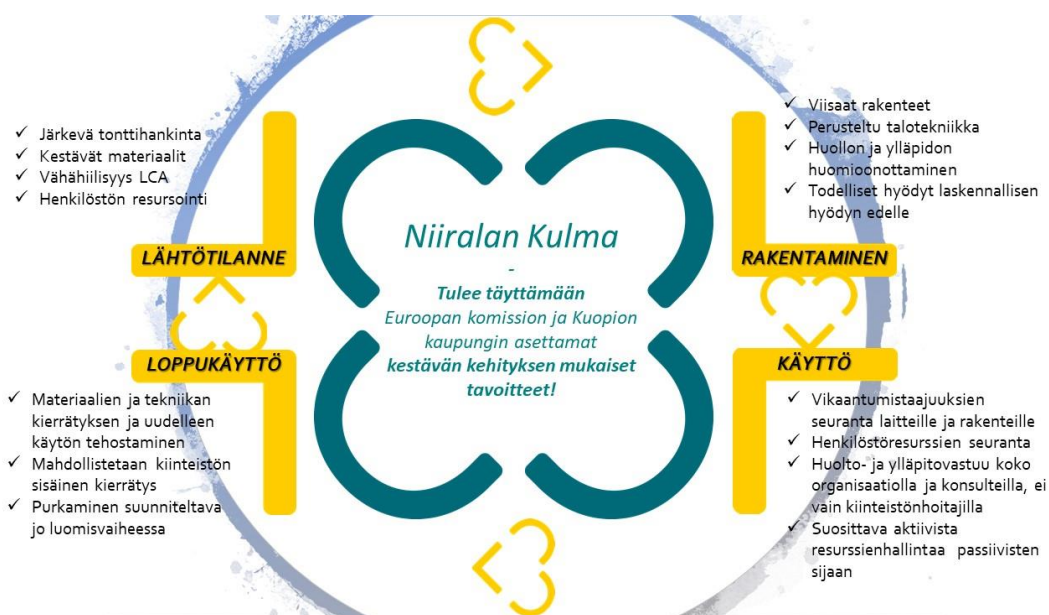 ✓ Järkevä tonttihankinta
✓ Kestävät materiaalit
✓ Vähähiilisyys LCA
✓ Henkilöstön resursointi
LÄHTÖTILANNE
✓ Viisaat rakenteet
✓ Perusteltu talotekniikka
✓ Huollon ja ylläpidon
huomioonottaminen
✓ Todelliset hyödyt laskennallisen
hyödyn edelle
RAKENTAMINEN
Niiralan Kulma
-
Tulee täyttämään
Euroopan komission ja Kuopion
kaupungin asettamat
kestävän kehityksen mukaiset
tavoitteet!
LOPPUKÄYTTÖ
✓ Materiaalien ja tekniikan
kierrätyksen ja uudelleen
käytön tehostaminen
✓ Mahdollistetaan kiinteistön
sisäinen kierrätys
✓ Purkaminen suunniteltava
jo luomisvaiheessa
KÄYTTÖ
✓ Vikaantumistaajuuksien
seuranta laitteille ja rakenteille
✓ Henkilöstöresurssien seuranta
✓ Huolto- ja ylläpitovastuu koko
organisaatiolla ja konsulteilla, ei
vain kiinteistönhoitajilla
✓ Suosittava aktiivista
resurssienhallintaa passiivisten
sijaan